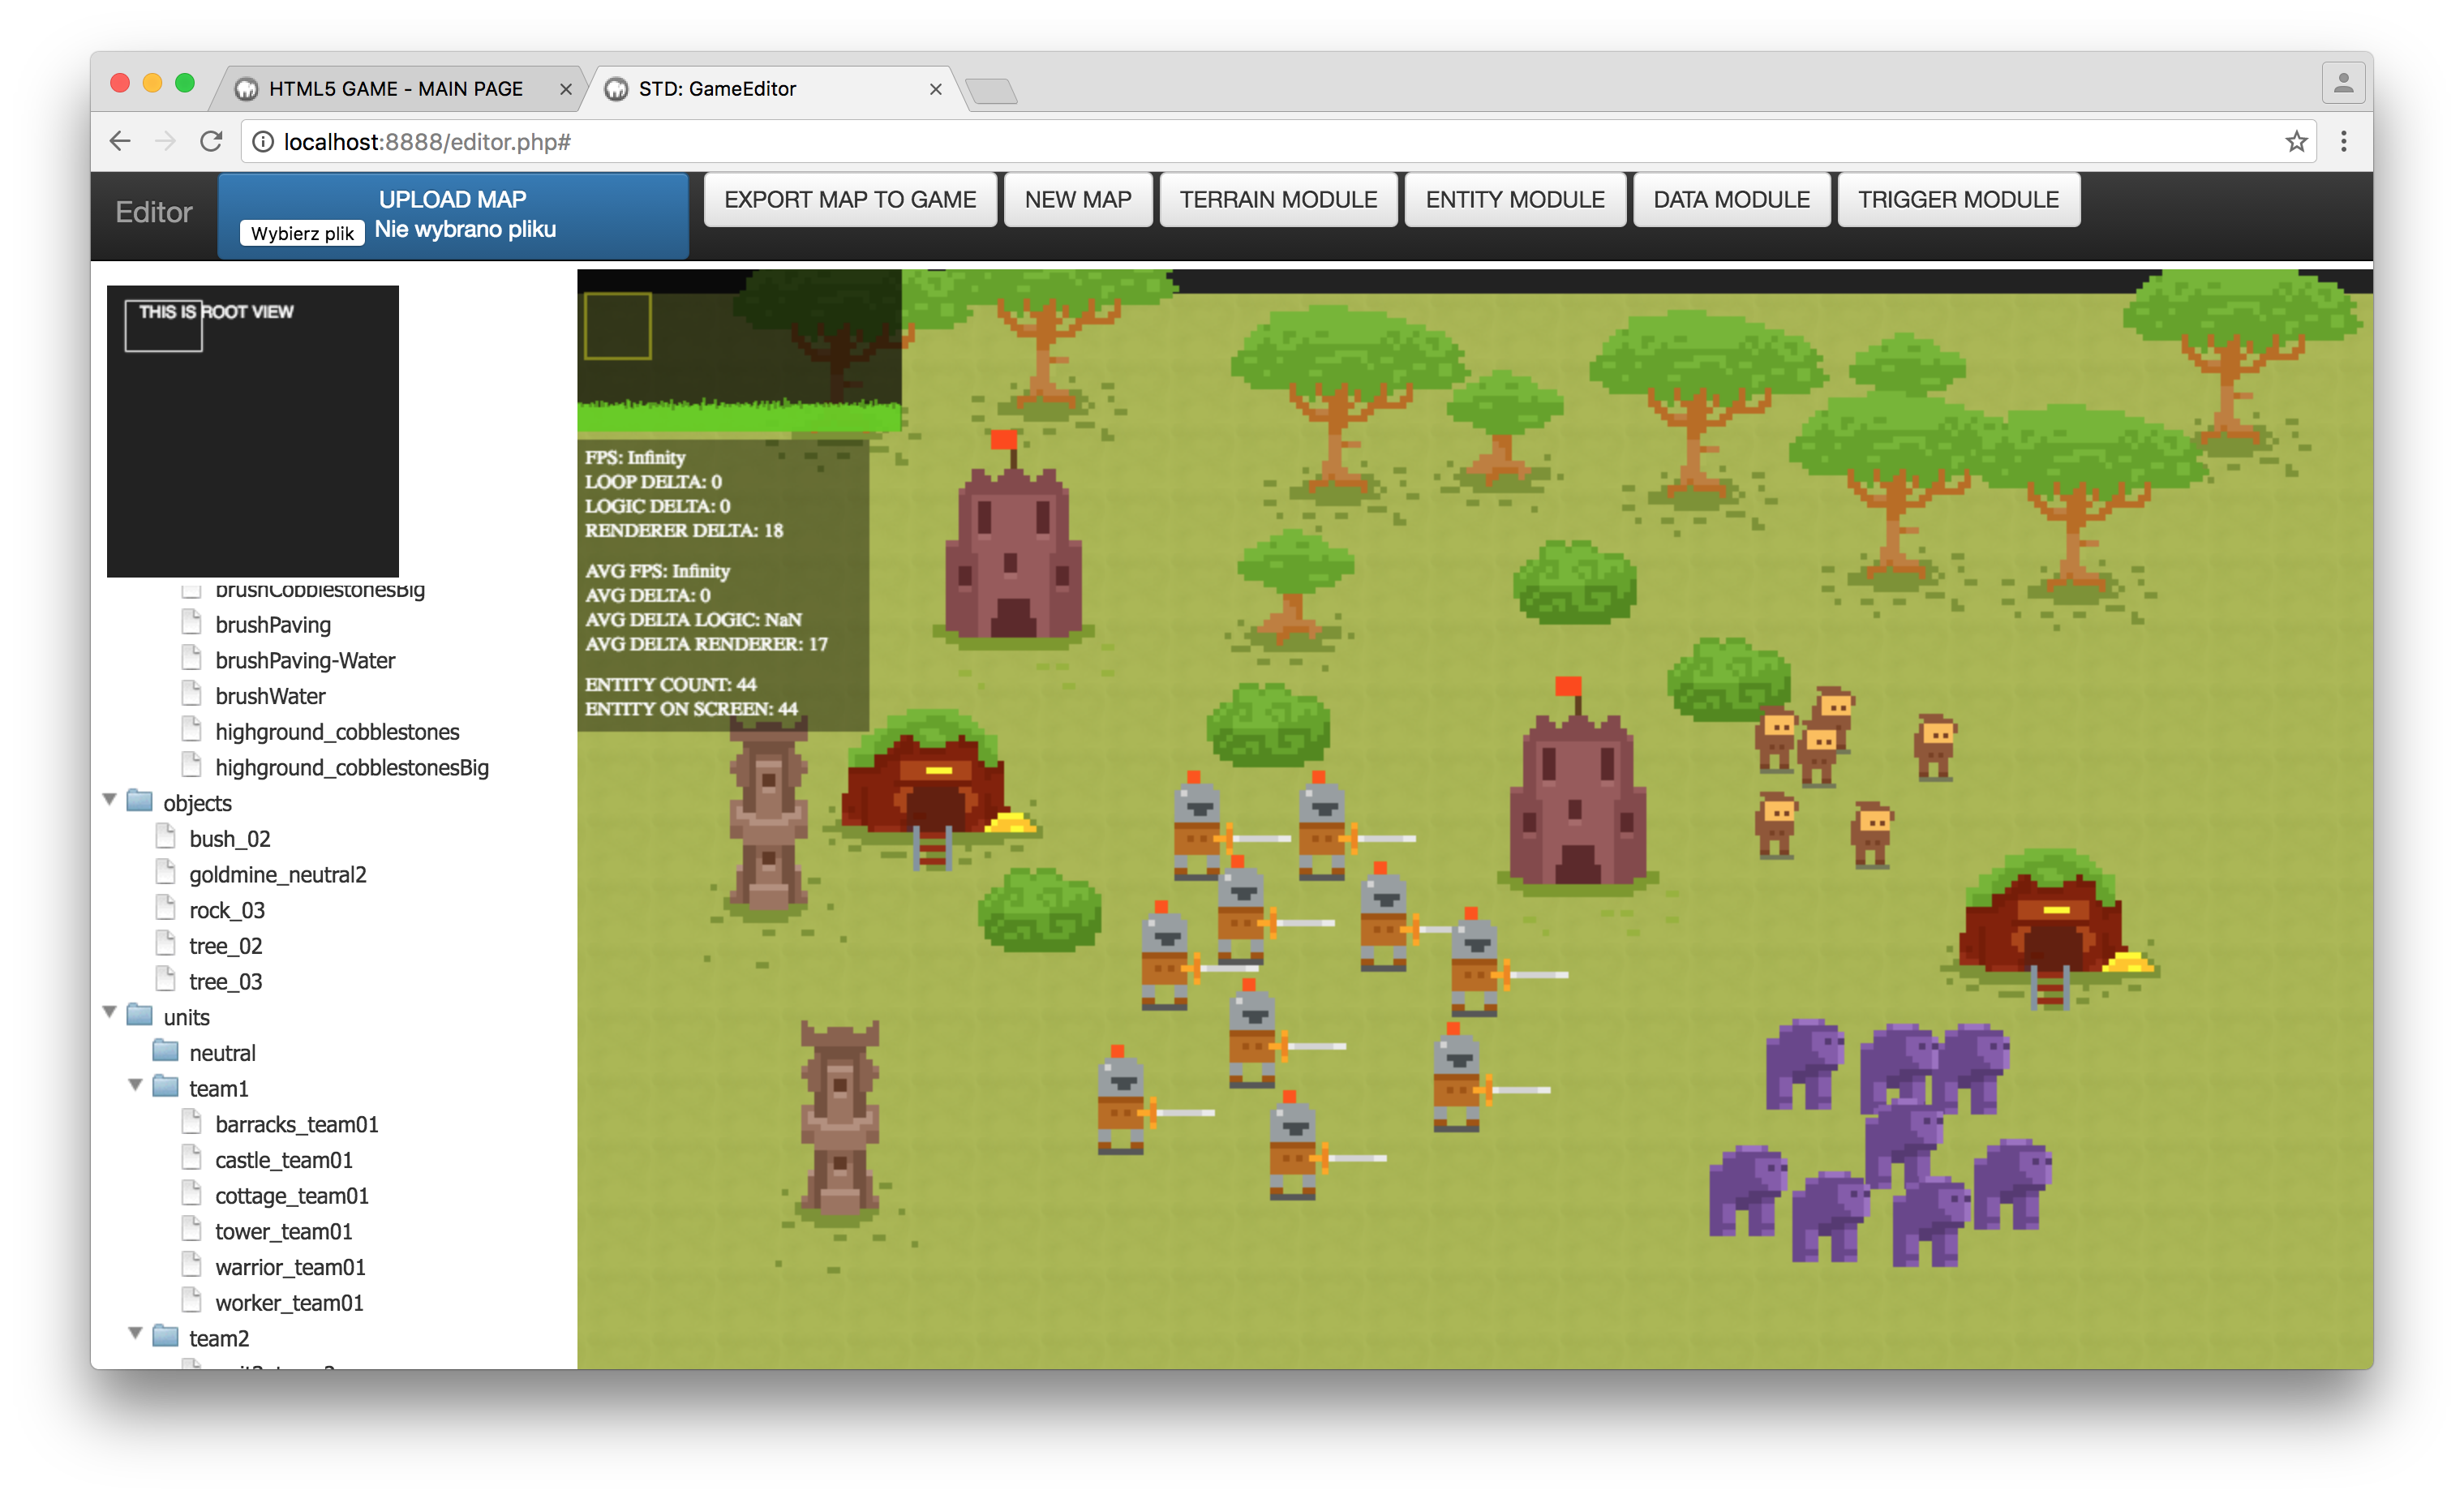 HTML5 GAME - MAIN PAGE
STD: GameEditor
localhost:8888/editor.php#
Editor
UPLOAD MAP
Wybierz plik Nie wybrano pliku
EXPORT MAP TO GAME
NEW MAP
TERRAIN MODULE
ENTITY MODULE
DATA MODULE
TRIGGER MODULE
THIS IS ROOT VIEW
brushCobblestonesBig
brushPaving
brushPaving-Water
brushWater
highground_cobblestones
highground_cobblestonesBig
objects
bush_02
goldmine_neutral2
rock_03
tree_02
tree_03
units
neutral
team1
barracks_team01
castle_team01
cottage_team01
tower_team01
warrior_team01
worker_team01
team2
FPS: Infinity
LOOP DELTA: 0
LOGIC DELTA: 0
RENDERER DELTA: 18
AVG FPS: Infinity
AVG DELTA: 0
AVG DELTA LOGIC: NaN
AVG DELTA RENDERER: 17
ENTITY COUNT: 44
ENTITY ON SCREEN: 44